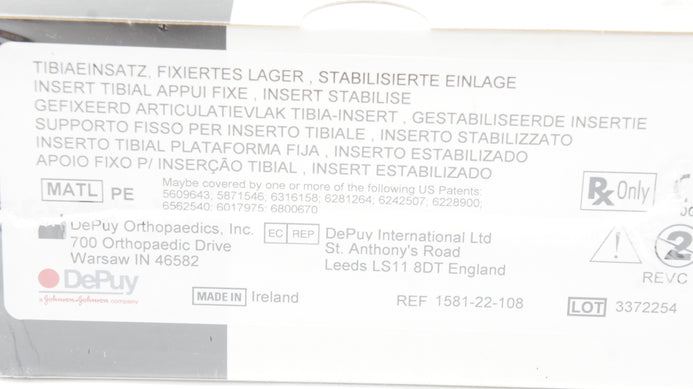 TIBIAEINSATZ, FIXIERTES LAGER , STABILISIERTE EINLAGE
INSERT TIBIAL APPUI FIXE , INSERT STABILISE
GEFIXEERD ARTICULATIEVLAK TIBIA-INSERT , GESTABILISEERDE INSERTIE
SUPPORTO FISSO PER INSERTO TIBIALE , INSERTO STABILIZZATO
INSERTO TIBIAL PLATAFORMA FIJA , INSERTO ESTABILIZADO
APOIO FIXO P/ INSERÇÃO TIBIAL , INSERT ESTABILIZADO
MATL PE
Maybe covered by one or more of the following US Patents:
5609643; 5871546; 6316158; 6281264; 6242507; 6228900;
6562540; 6017975; 6800670
Rx Only
DePuy Orthopaedics, Inc.
700 Orthopaedic Drive
Warsaw IN 46582
EC REP DePuy International Ltd
St. Anthony's Road
Leeds LS11 8DT England
2
REVC
DePuy
a Johnson & Johnson company
MADE IN Ireland
REF 1581-22-108
LOT 3372254